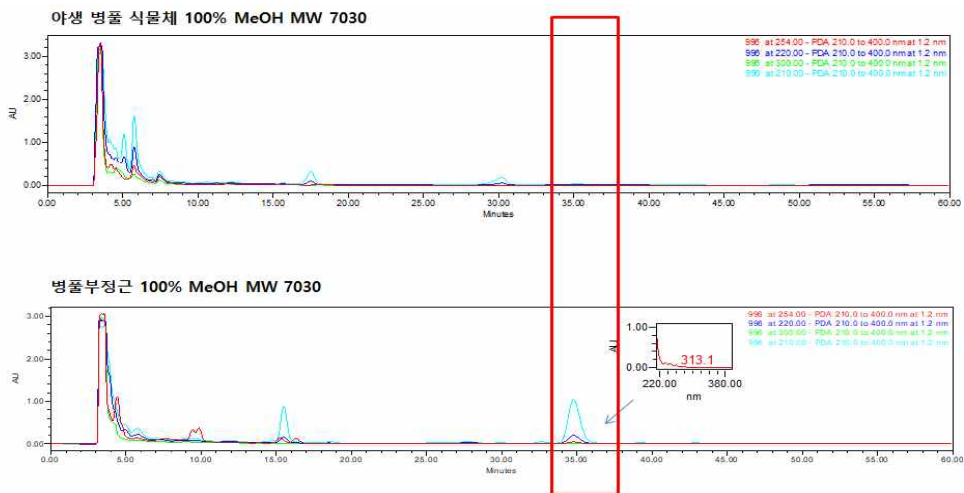 야생 병풀 식물체 100% MeOH MW 7030
996 at 254.00 - PDA 210.0 to 400.0 nm at 1.2 nm
996 at 220.00 - PDA 210.0 to 400.0 nm at 1.2 nm
996 at 300.00 - PDA 210.0 to 400.0 nm at 1.2 nm
996 at 210.00 - PDA 210.0 to 400.0 nm at 1.2 nm
3.00
2.00
1.00
0.00
AU
0.00 5.00 10.00 15.00 20.00 25.00 30.00 35.00 40.00 45.00 50.00 55.00 60.00
Minutes
병풀부정근 100% MeOH MW 7030
996 at 254.00 - PDA 210.0 to 400.0 nm at 1.2 nm
996 at 220.00 - PDA 210.0 to 400.0 nm at 1.2 nm
996 at 300.00 - PDA 210.0 to 400.0 nm at 1.2 nm
996 at 210.00 - PDA 210.0 to 400.0 nm at 1.2 nm
3.00
2.00
1.00
0.00
AU
AU
1.00
0.00
313.1
220.00 380.00
nm
0.00 5.00 10.00 15.00 20.00 25.00 30.00 35.00 40.00 45.00 50.00 55.00 60.00
Minutes